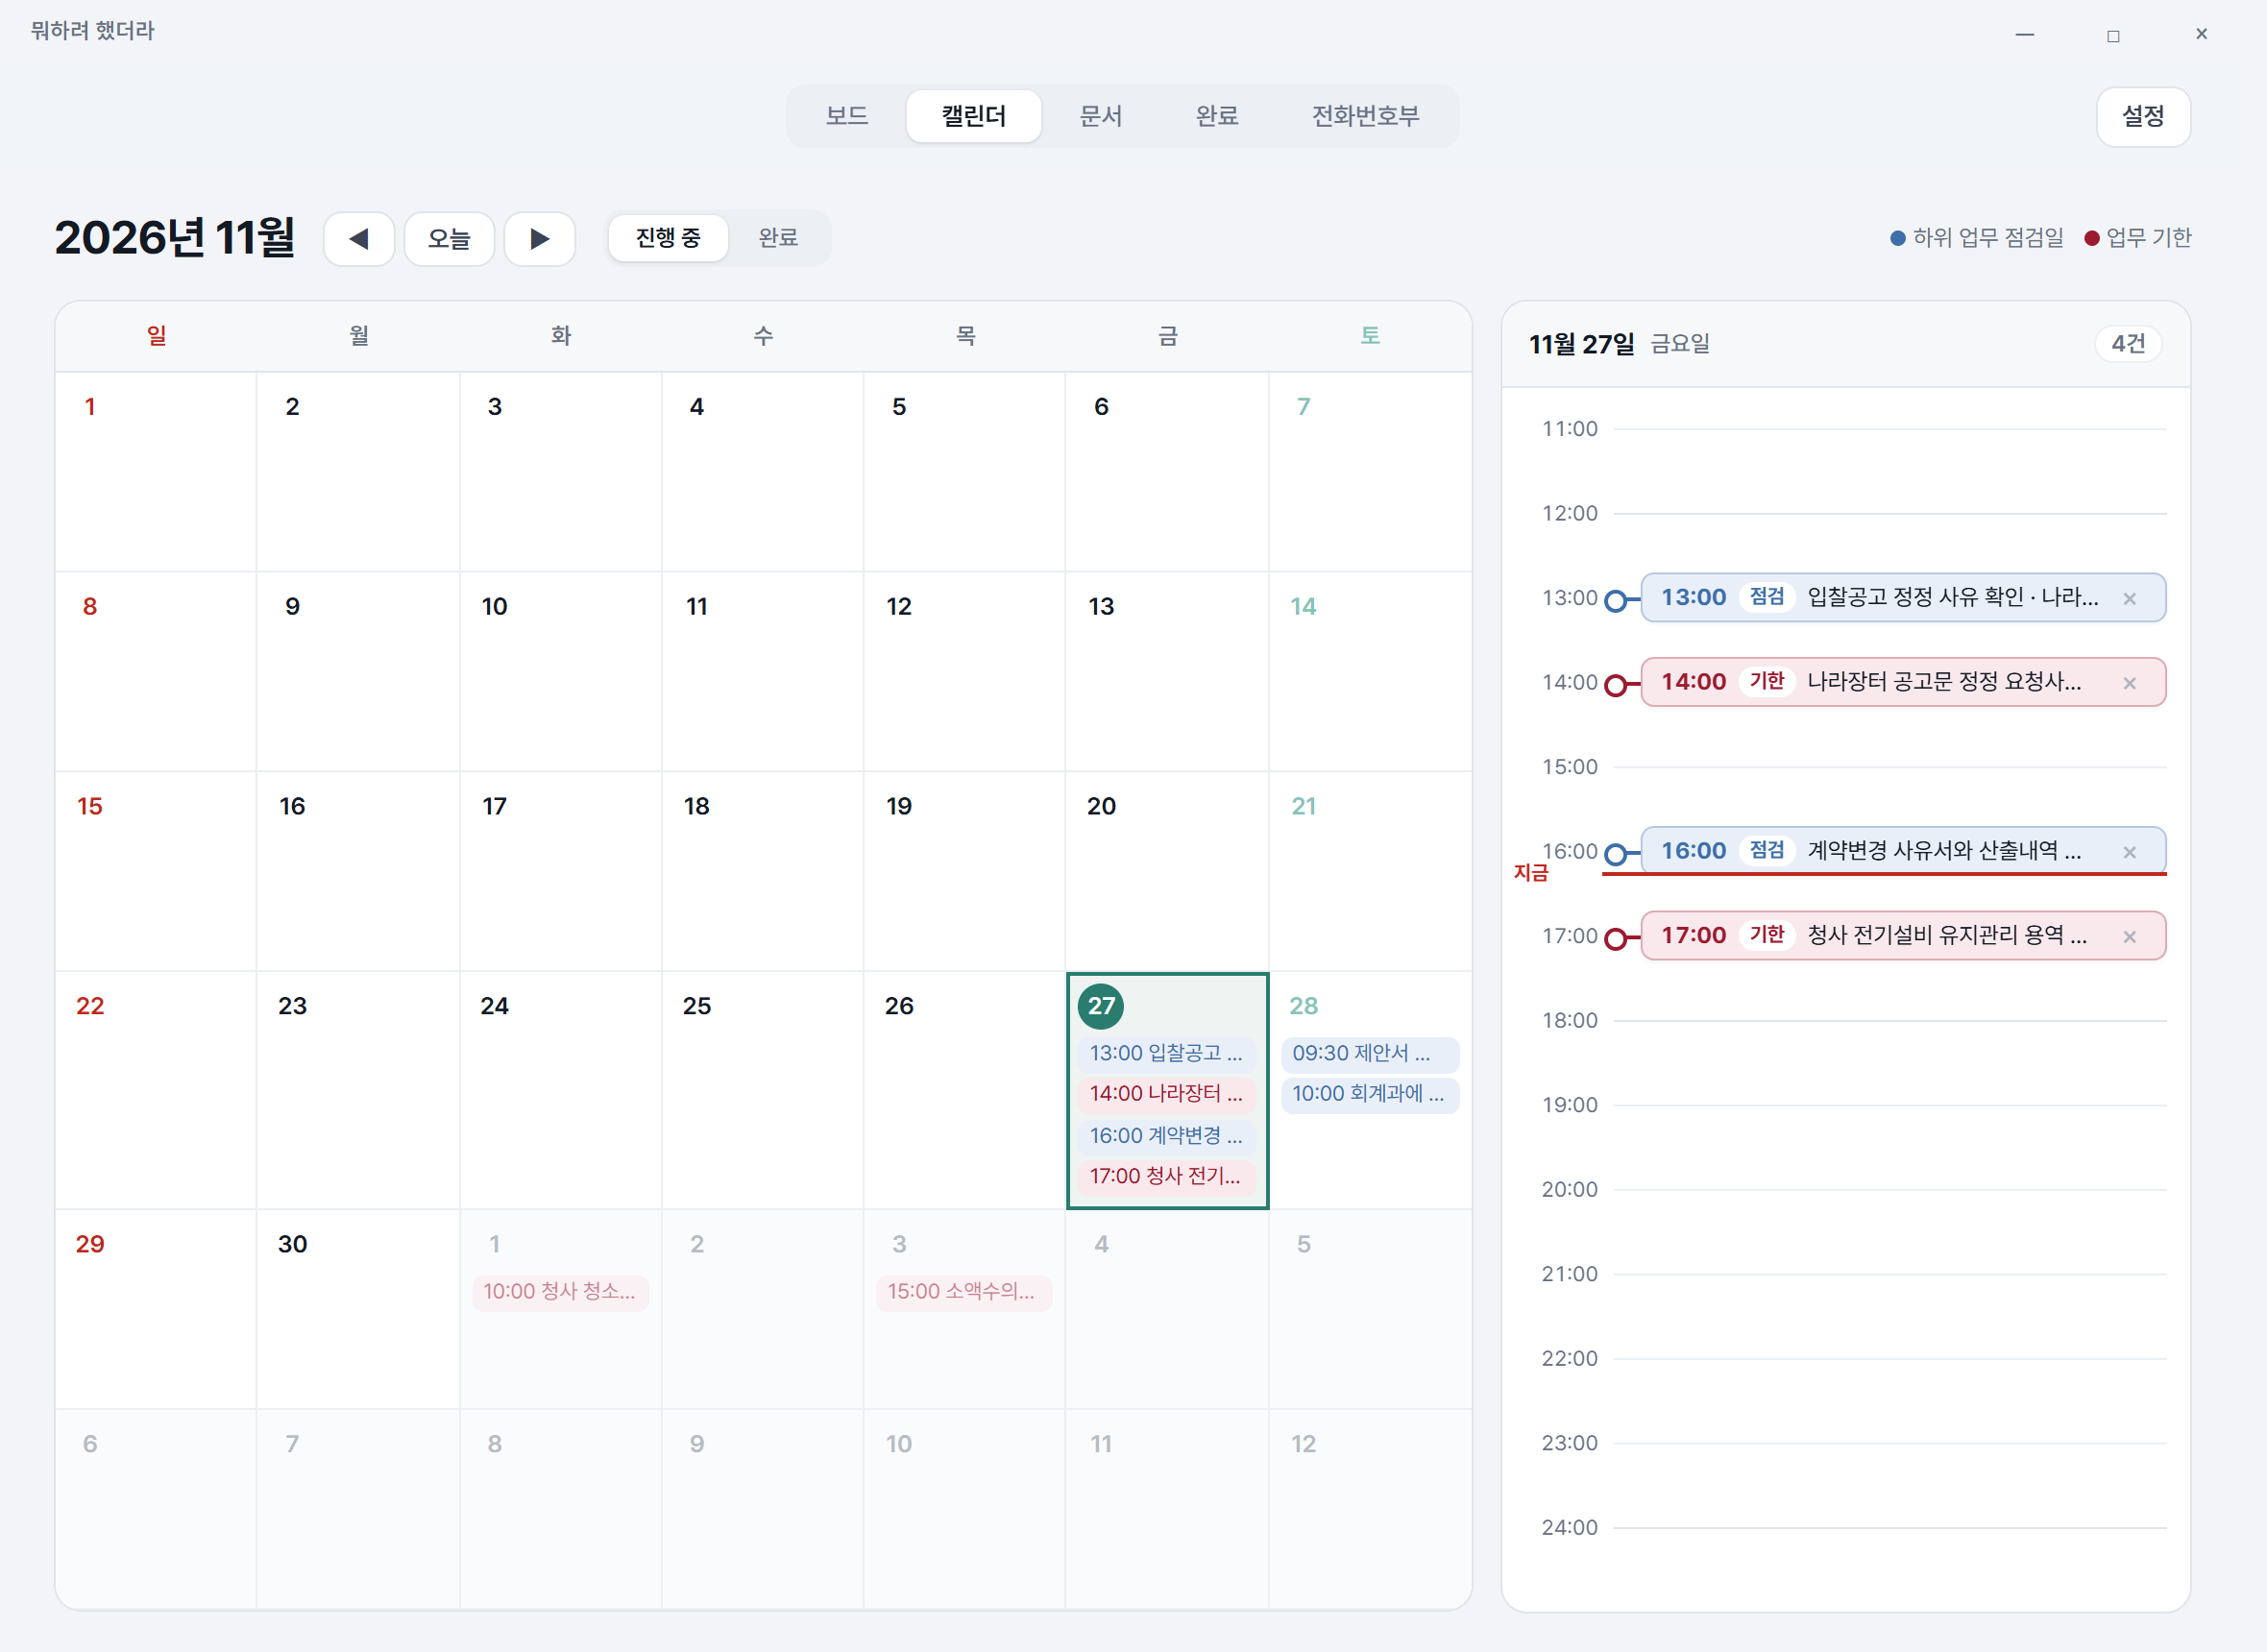 뭐하려 했더라
보드 캘린더 문서 완료 전화번호부 설정
2026년 11월 오늘 진행 중 완료 하위 업무 점검일 업무 기한
일 월 화 수 목 금 토
1 2 3 4 5 6 7
8 9 10 11 12 13 14
15 16 17 18 19 20 21
22 23 24 25 26 27 28
13:00 입찰공고 ...
14:00 나라장터 ...
16:00 계약변경 ...
17:00 청사 전기...
09:30 제안서 ...
10:00 회계과에 ...
29 30 1 2 3 4 5
10:00 청사 청소...
15:00 소액수의...
6 7 8 9 10 11 12
11월 27일 금요일 4건
11:00
12:00
13:00 13:00 점검 입찰공고 정정 사유 확인 · 나라...
14:00 14:00 기한 나라장터 공고문 정정 요청사...
15:00
16:00 16:00 점검 계약변경 사유서와 산출내역 ...
지금
17:00 17:00 기한 청사 전기설비 유지관리 용역 ...
18:00
19:00
20:00
21:00
22:00
23:00
24:00